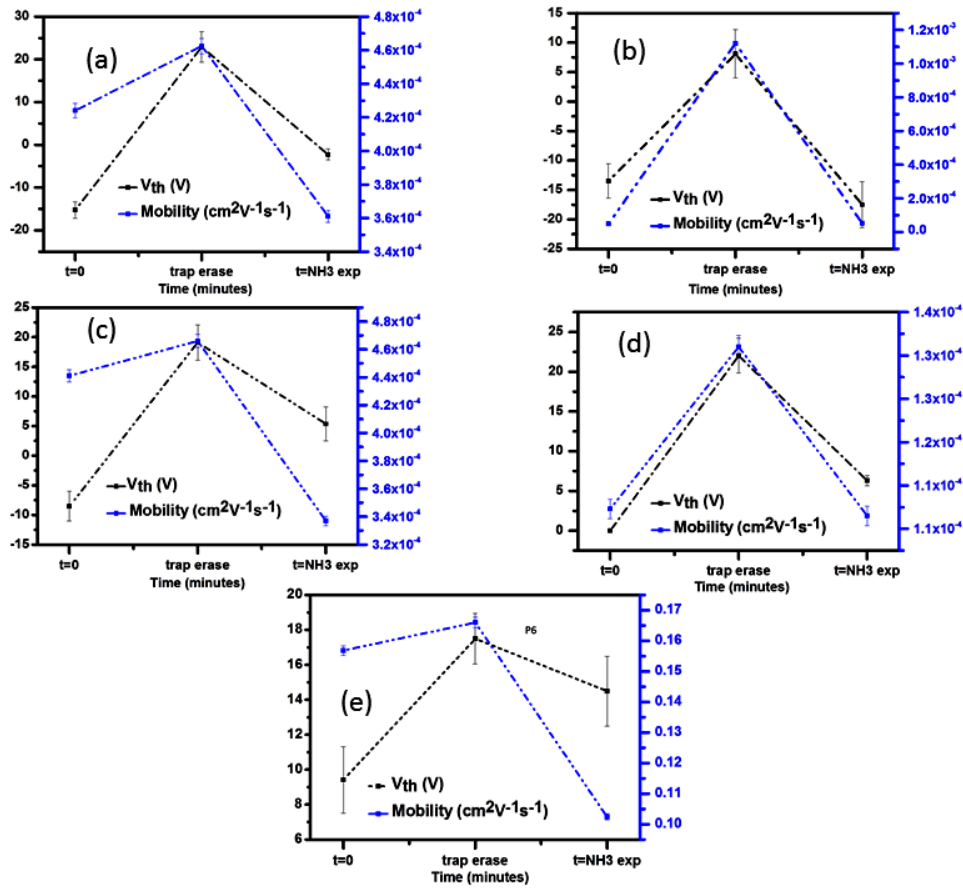 (a)
30
20
10
0
-10
-20
4.8x10-4
4.6x10-4
4.4x10-4
4.2x10-4
4.0x10-4
3.8x10-4
3.6x10-4
3.4x10-4
Vth (V)
Mobility (cm2V-1s-1)
t=0 trap erase t=NH3 exp
Time (minutes)
(b)
15
10
5
0
-5
-10
-15
-20
-25
1.2x10-3
1.0x10-3
8.0x10-4
6.0x10-4
4.0x10-4
2.0x10-4
0.0
Vth (V)
Mobility (cm2V-1s-1)
t=0 trap erase t=NH3 exp
Time (minutes)
(c)
25
20
15
10
5
0
-5
-10
-15
4.8x10-4
4.6x10-4
4.4x10-4
4.2x10-4
4.0x10-4
3.8x10-4
3.6x10-4
3.4x10-4
3.2x10-4
Vth (V)
Mobility (cm2V-1s-1)
t=0 trap erase t=NH3 exp
Time (minutes)
(d)
25
20
15
10
5
0
1.4x10-4
1.3x10-4
1.3x10-4
1.2x10-4
1.1x10-4
1.1x10-4
Vth (V)
Mobility (cm2V-1s-1)
t=0 trap erase t=NH3 exp
Time (minutes)
(e)
20
18
16
14
12
10
8
6
0.17
0.16
0.15
0.14
0.13
0.12
0.11
0.10
P6
Vth (V)
Mobility (cm2V-1s-1)
t=0 trap erase t=NH3 exp
Time (minutes)